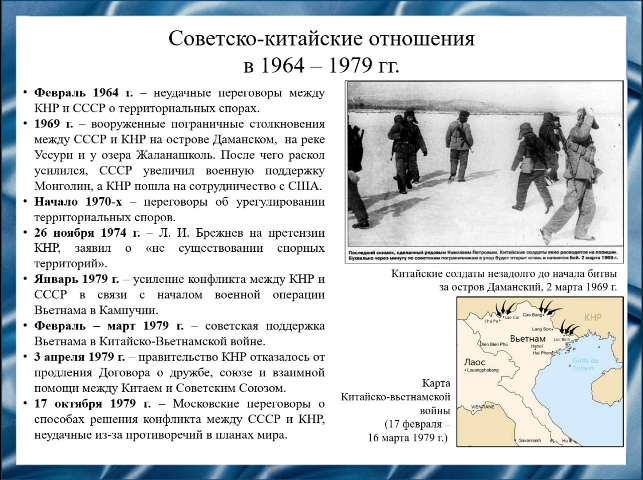 Советско-китайские отношения
в 1964 – 1979 гг.
• Февраль 1964 г. – неудачные переговоры между
КНР и СССР о территориальных спорах.
• 1969 г. – вооруженные пограничные столкновения
между СССР и КНР на острове Даманском, на реке
Уссури и у озера Жаланашколь. После чего раскол
усилился, СССР увеличил военную поддержку
Монголии, а КНР пошла на сотрудничество с США.
• Начало 1970-х – переговоры об урегулировании
территориальных споров.
• 26 ноября 1974 г. – Л. И. Брежнев на претензии
КНР, заявил о «не существовании спорных
территорий».
• Январь 1979 г. – усиление конфликта между КНР и
СССР в связи с началом военной операции
Вьетнама в Кампучии.
• Февраль – март 1979 г. – советская поддержка
Вьетнама в Китайско-Вьетнамской войне.
• 3 апреля 1979 г. – правительство КНР отказалось от
продления Договора о дружбе, союзе и взаимной
помощи между Китаем и Советским Союзом.
• 17 октября 1979 г. – Московские переговоры о
способах решения конфликта между СССР и КНР,
неудачные из-за противоречий в планах мира.
Последний снимок, сделанный рядовым Николаем Петровым. Китайские солдаты явно расходятся на позиции.
Буквально через минуту по советским пограничникам в упор будет открыт огонь и начнется бой. 2 марта 1969 г.
Китайские солдаты незадолго до начала битвы
за остров Даманский, 2 марта 1969 г.
КНР
Lao Cai
Cao Bang
Cha Pa
Lang Son
Вьетнам
Dien Bien Phu
Hanoi
Hai Phong
Лаос
Louangphabang
Golfe de
Tonkin
VIENTIANE
Savannakh
Hu
Карта
Китайско-вьетнамской
войны
(17 февраля –
16 марта 1979 г.)